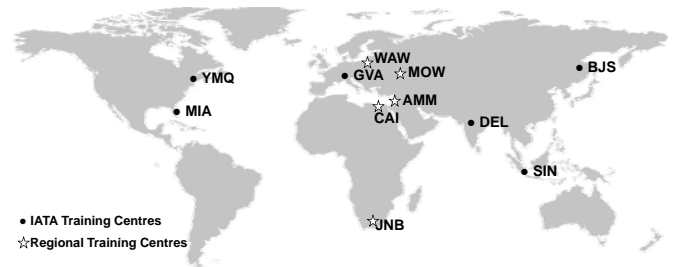 WAW
MOW
BJS
GVA
YMQ
AMM
MIA
CAI
DEL
SIN
IATA Training Centres
JNB
Regional Training Centres